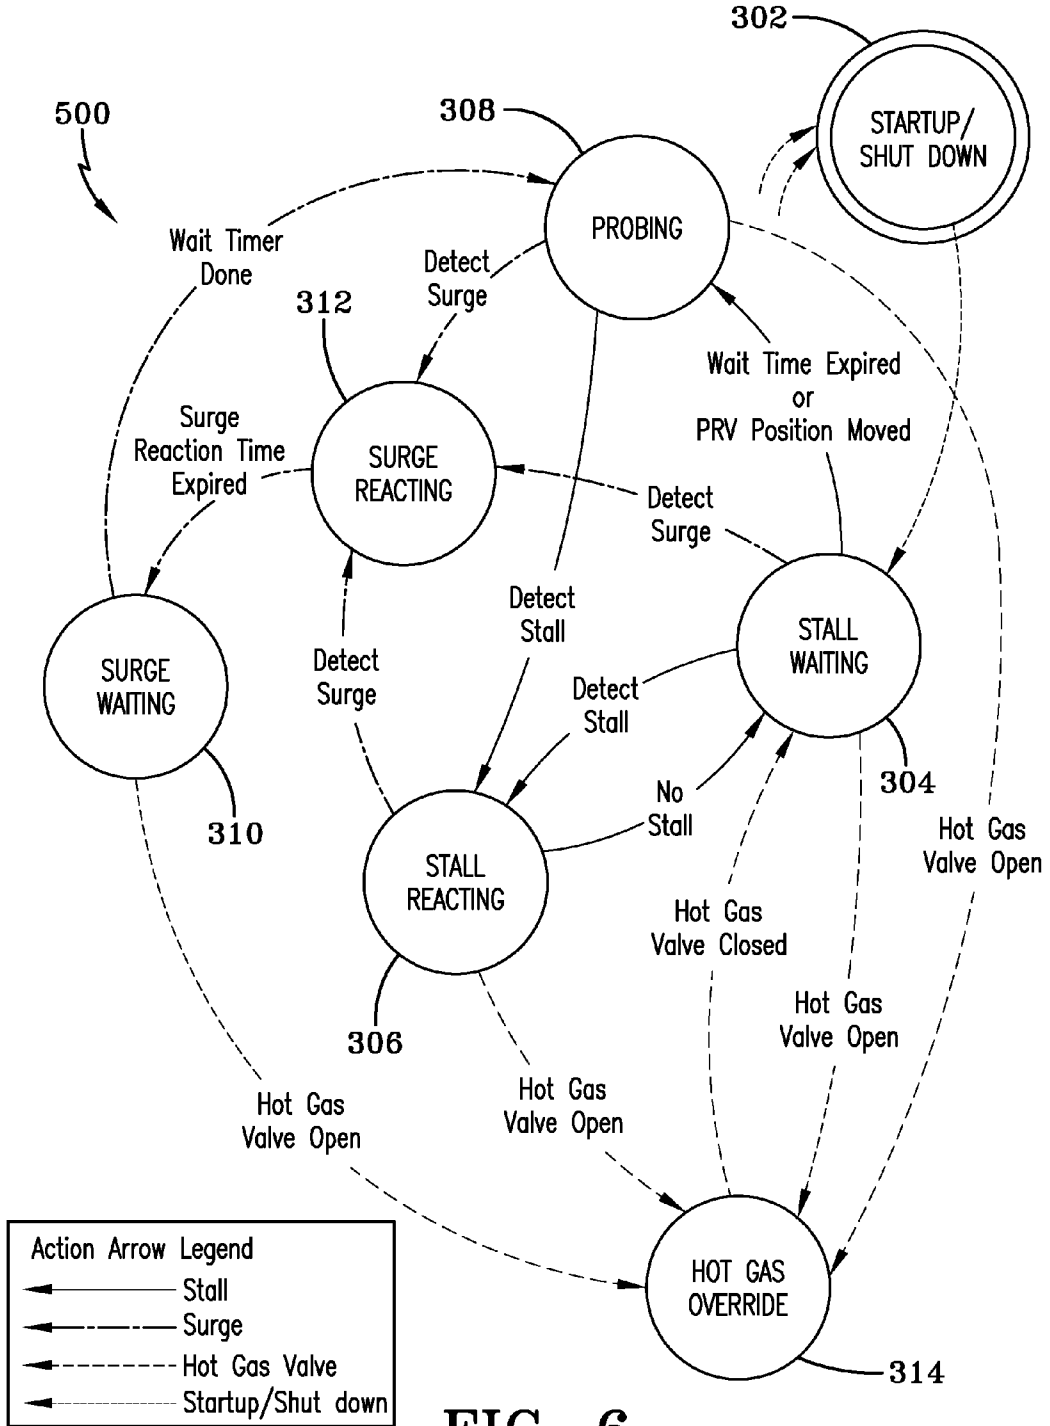 302
STARTUP/
SHUT DOWN
500
308
PROBING
Wait Timer
Done
Detect
Surge
312
Wait Time Expired
or
PRV Position Moved
Surge
Reaction Time
Expired
SURGE
REACTING
Detect
Surge
Detect
Stall
STALL
WAITING
SURGE
WAITING
Detect
Surge
Detect
Stall
304
No
Stall
310
Hot Gas
Valve Open
STALL
REACTING
Hot Gas
Valve Closed
Hot Gas
Valve Open
306
Hot Gas
Valve Open
Hot Gas
Valve Open
HOT GAS
OVERRIDE
314
Action Arrow Legend
Stall
Surge
Hot Gas Valve
Startup/Shut down
FIG. 6